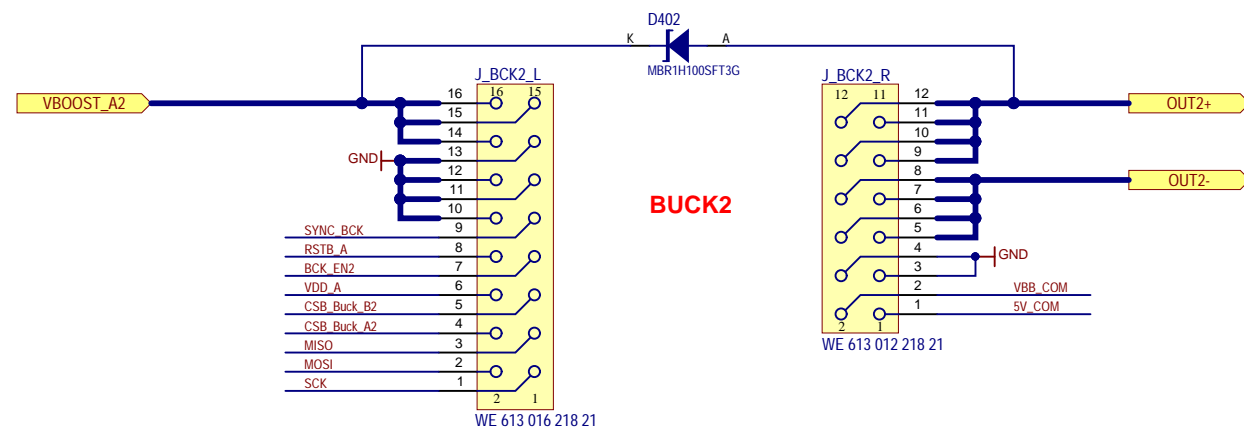 D402
K A
MBR1H100SFT3G
J_BCK2_L
J_BCK2_R
VBOOST_A2
16
15
14
13
12
11
10
9
8
7
6
5
4
3
2
1
16 15
2 1
GND
SYNC_BCK
RSTB_A
BCK_EN2
VDD_A
CSB_Buck_B2
CSB_Buck_A2
MISO
MOSI
SCK
WE 613 016 218 21
BUCK2
12 11
2 1
12
11
10
9
8
7
6
5
4
3
2
1
OUT2+
OUT2-
GND
VBB_COM
5V_COM
WE 613 012 218 21